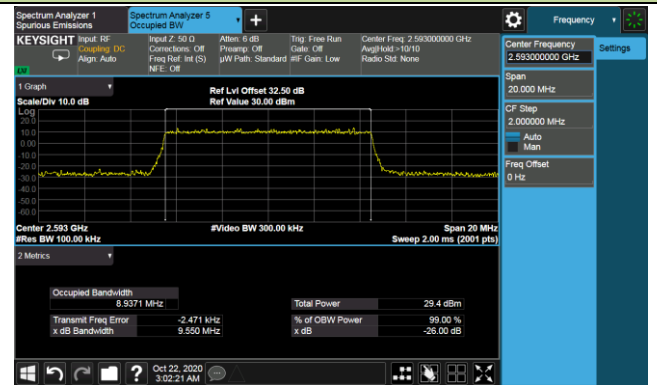 Spectrum Analyzer 1
Spurious Emissions
Spectrum Analyzer 5
Occupied BW
Frequency
KEYSIGHT
Input: RF
Coupling: DC
Align: Auto
Input Z: 50 Ω
Corrections: Off
Freq Ref: Int (S)
NFE: Off
Atten: 6 dB
Preamp: Off
µW Path: Standard
Trig: Free Run
Gate: Off
#IF Gain: Low
Center Freq: 2.593000000 GHz
Avg|Hold:>10/10
Radio Std: None
Center Frequency
2.593000000 GHz
Settings
Span
20.000 MHz
CF Step
2.000000 MHz
Auto
Man
Freq Offset
0 Hz
1 Graph
Scale/Div 10.0 dB
Ref Lvl Offset 32.50 dB
Ref Value 30.00 dBm
Log
20.0
10.0
0.00
-10.0
-20.0
-30.0
-40.0
-50.0
-60.0
Center 2.593 GHz
#Res BW 100.00 kHz
#Video BW 300.00 kHz
Span 20 MHz
Sweep 2.00 ms (2001 pts)
2 Metrics
Occupied Bandwidth
8.9371 MHz
Transmit Freq Error
-2.471 kHz
x dB Bandwidth
9.550 MHz
Total Power
29.4 dBm
% of OBW Power
99.00 %
x dB
-26.00 dB
Oct 22, 2020
3:02:21 AM